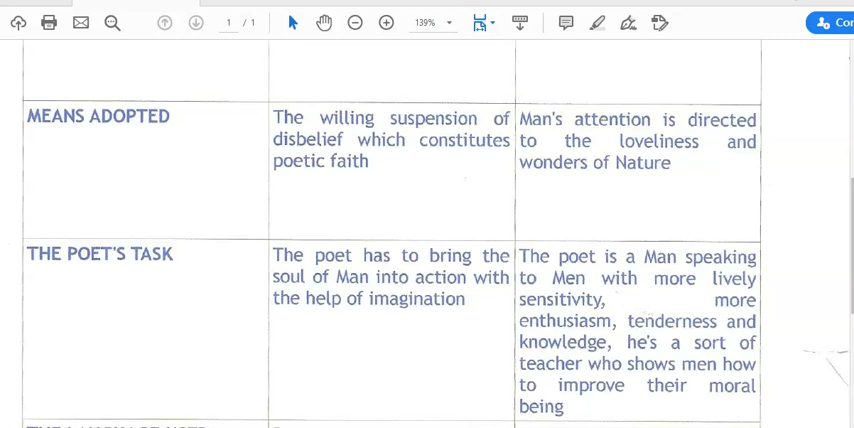 1 / 1
139%
MEANS ADOPTED
The willing suspension of
disbelief which constitutes
poetic faith
Man's attention is directed
to the loveliness and
wonders of Nature
THE POET'S TASK
The poet has to bring the
soul of Man into action with
the help of imagination
The poet is a Man speaking
to Men with more lively
sensitivity, more
enthusiasm, tenderness and
knowledge, he's a sort of
teacher who shows men how
to improve their moral
being